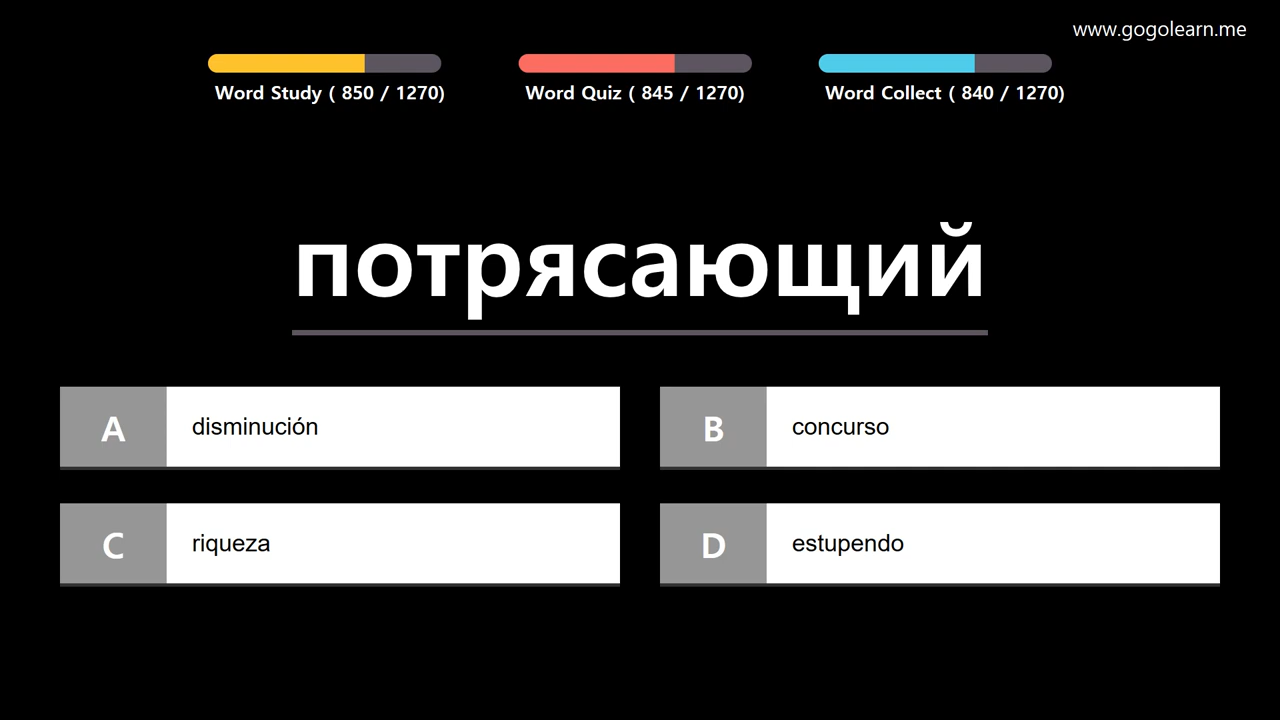 www.gogolearn.me
Word Study ( 850 / 1270)
Word Quiz ( 845 / 1270)
Word Collect ( 840 / 1270)
потрясающий
A disminución
B concurso
C riqueza
D estupendo